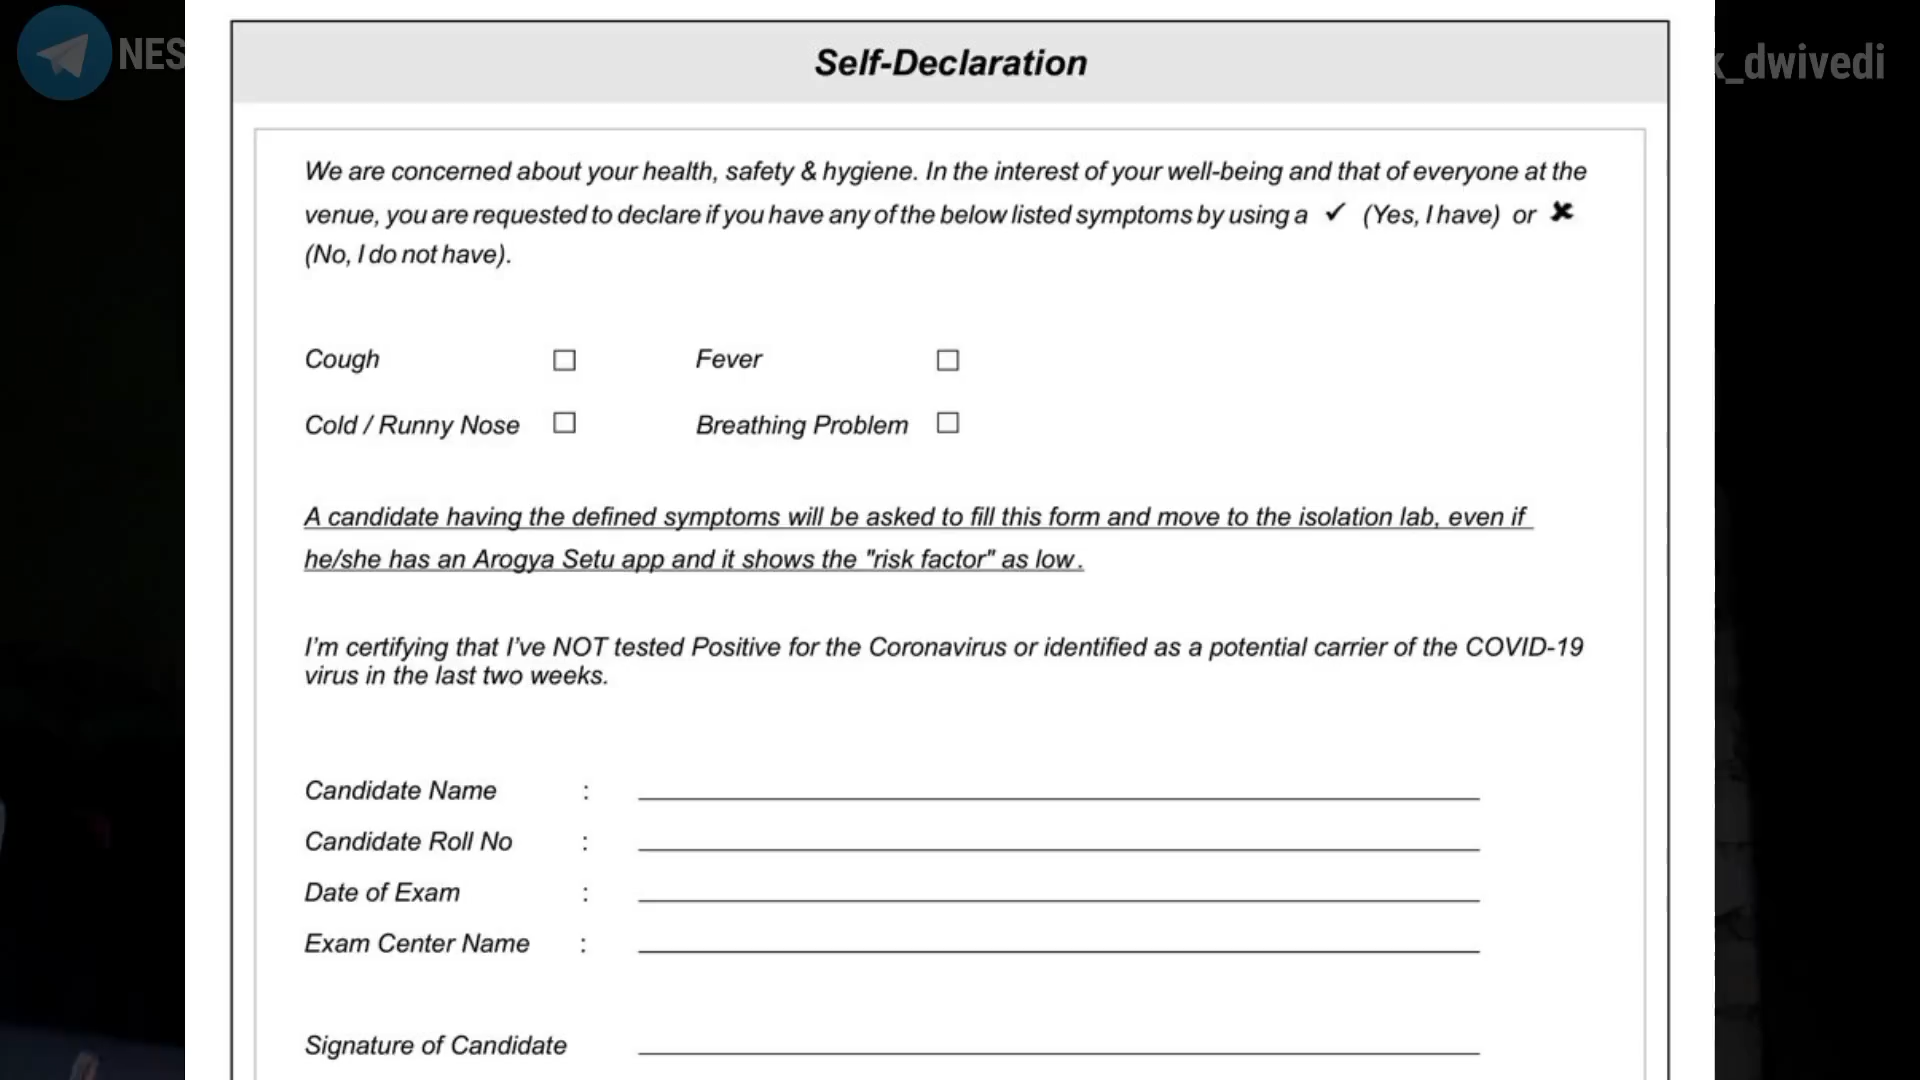 NES
k_dwivedi
Self-Declaration
We are concerned about your health, safety & hygiene. In the interest of your well-being and that of everyone at the
venue, you are requested to declare if you have any of the below listed symptoms by using a ✓ (Yes, I have) or ✘
(No, I do not have).
Cough ☐ Fever ☐
Cold / Runny Nose ☐ Breathing Problem ☐
A candidate having the defined symptoms will be asked to fill this form and move to the isolation lab, even if
he/she has an Arogya Setu app and it shows the "risk factor" as low.
I’m certifying that I’ve NOT tested Positive for the Coronavirus or identified as a potential carrier of the COVID-19
virus in the last two weeks.
Candidate Name :
Candidate Roll No :
Date of Exam :
Exam Center Name :
Signature of Candidate